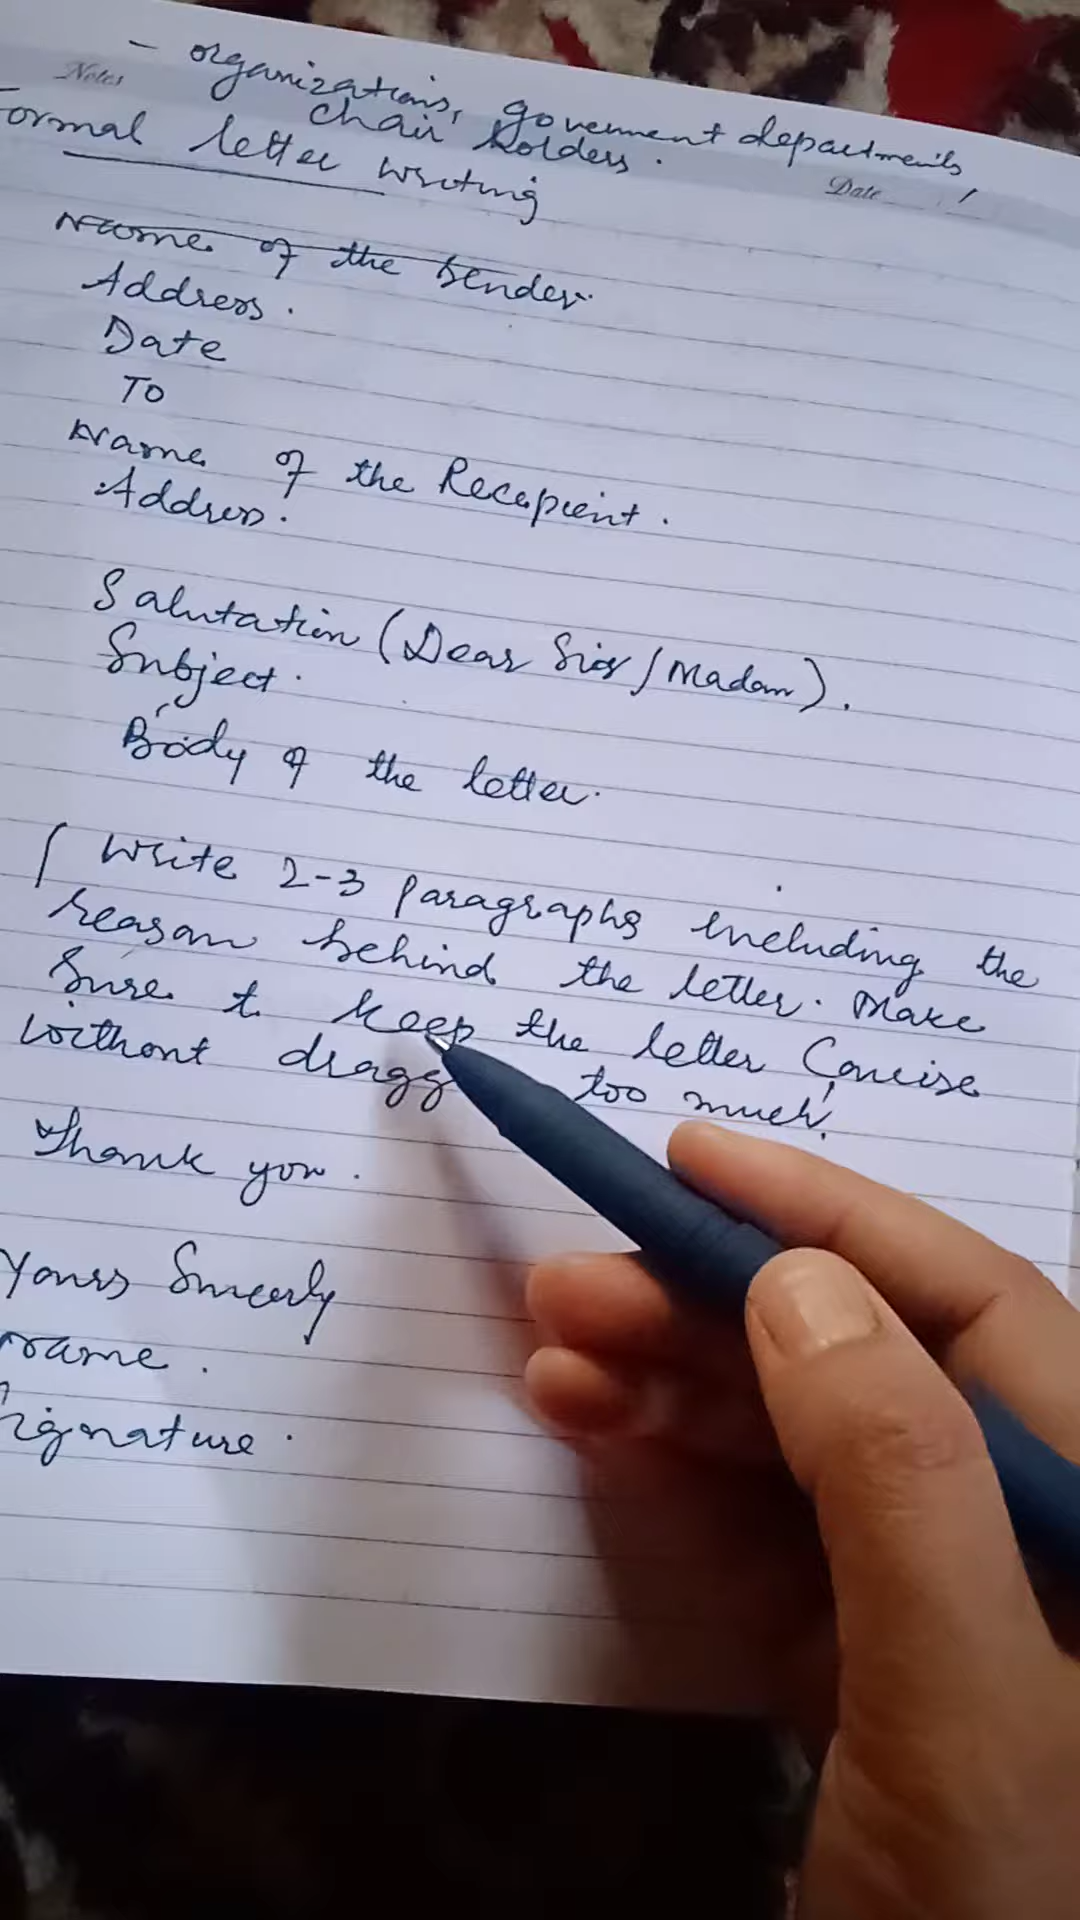 - organizations, government departments,
Notes
chair holders.
Formal letter writing
Date
Name of the Sender.
Address.
Date
To
Name of the Recepient.
Address.
Salutation (Dear Sir/Madam).
Subject.
Body of the letter.
Write 2-3 paragraphs including the
reason behind the letter. Make
Sure to keep the letter Concise
without dragg too much.
Thank you.
Yours Sincerly
Name.
Signature.